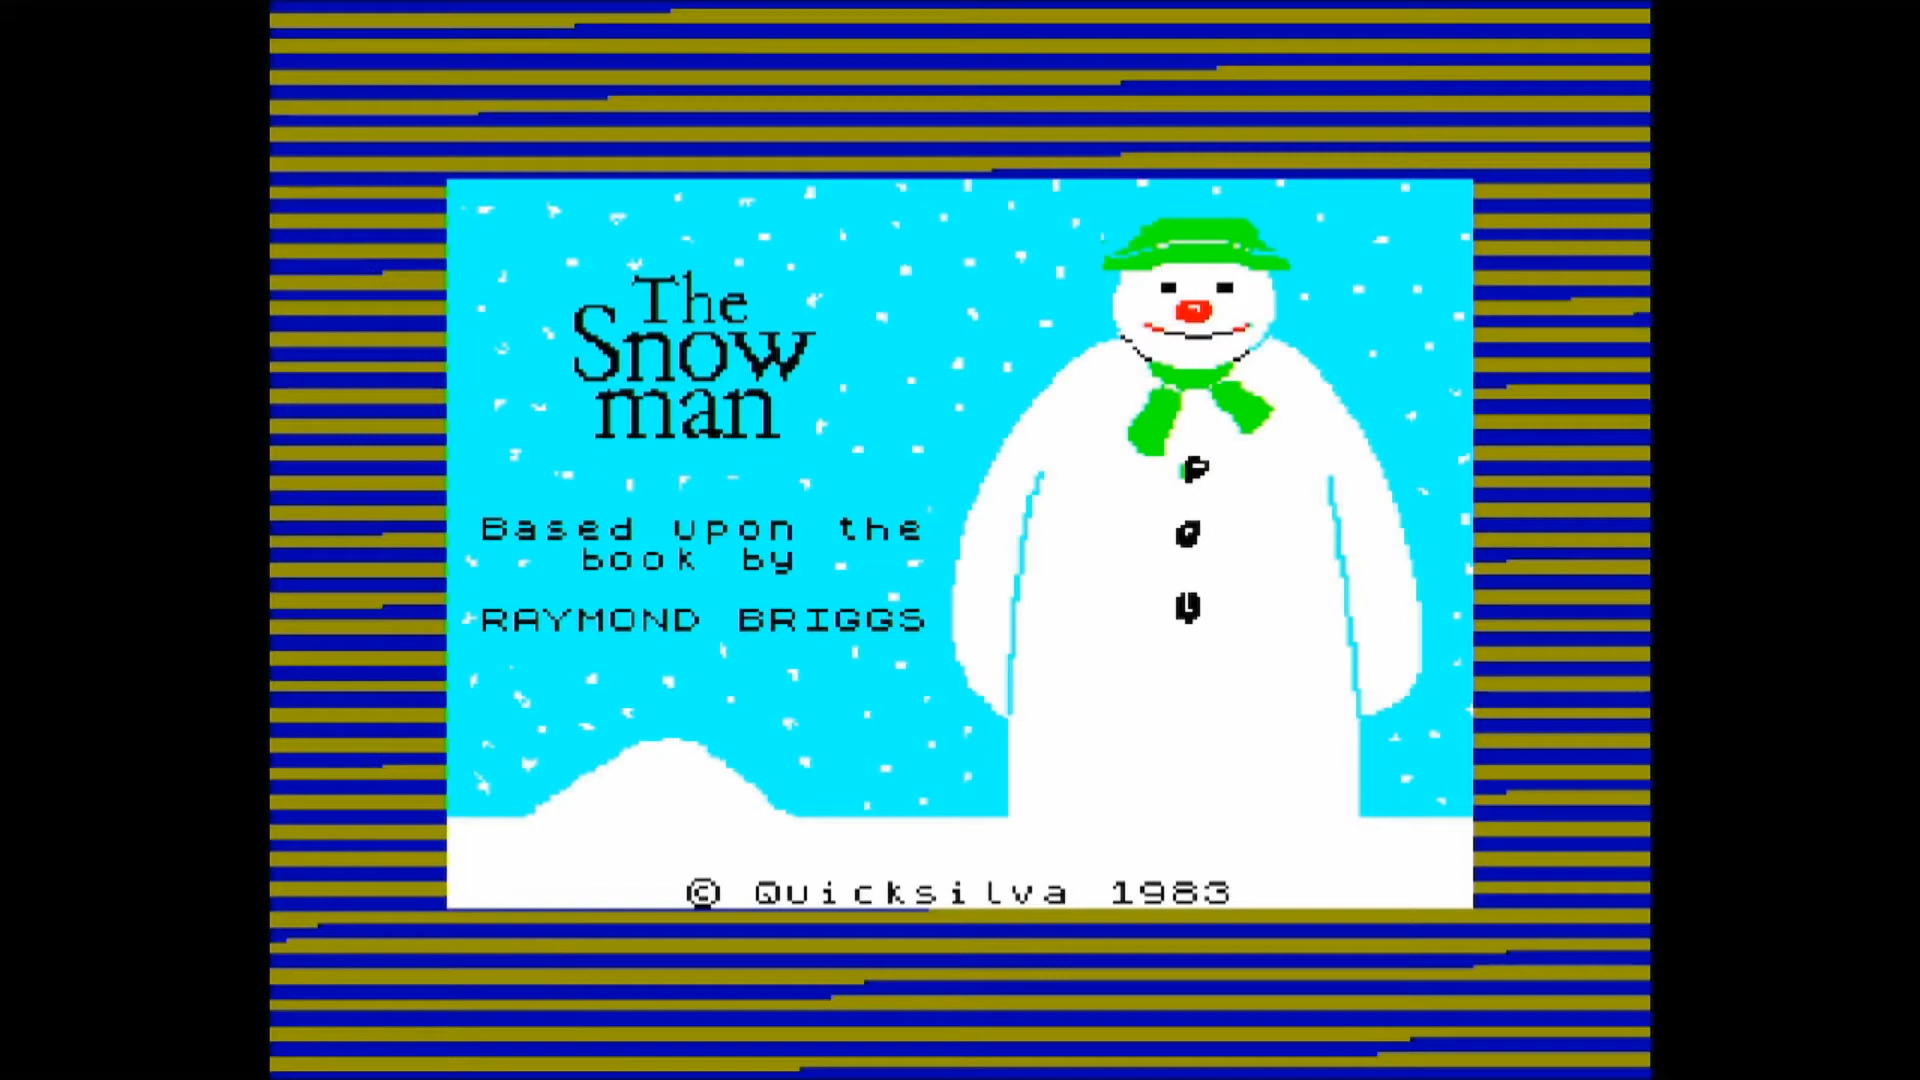 The
Snow
man
Based upon the
book by
RAYMOND BRIGGS
© Quicksilva 1983